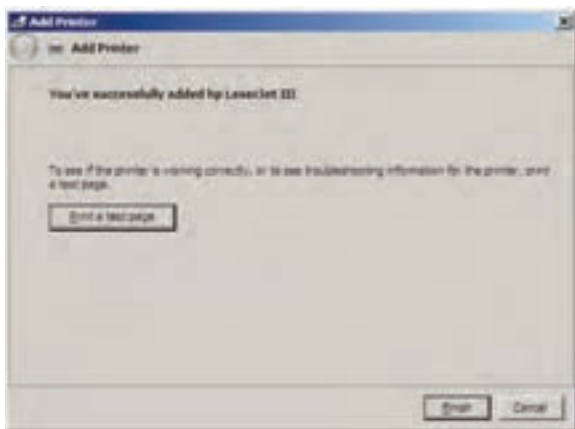 Add Printer
Add Printer
You've successfully added hp LaserJet III
To see if the printer is working correctly, or to see troubleshooting information for the printer, print
a test page.
Print a test page
Finish
Cancel